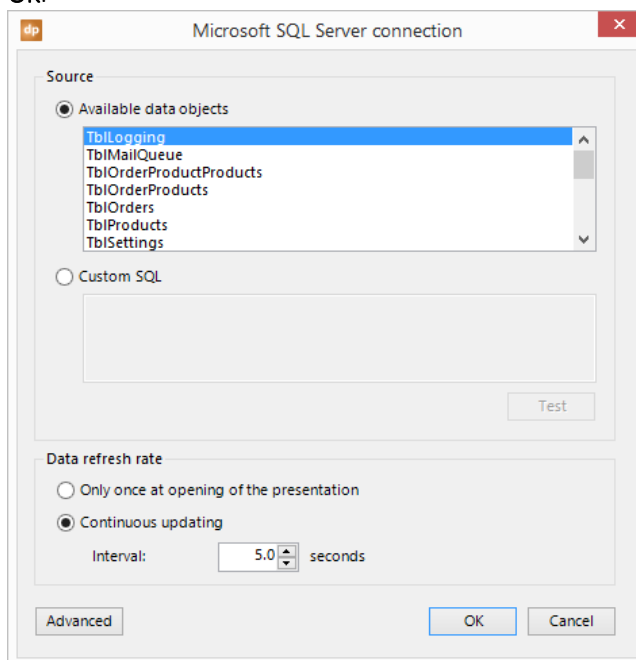 OK.
dp
Microsoft SQL Server connection
Source
Available data objects
TblLogging
TblMailQueue
TblOrderProductProducts
TblOrderProducts
TblOrders
TblProducts
TblSettings
Custom SQL
Test
Data refresh rate
Only once at opening of the presentation
Continuous updating
Interval: 5.0 seconds
Advanced OK Cancel